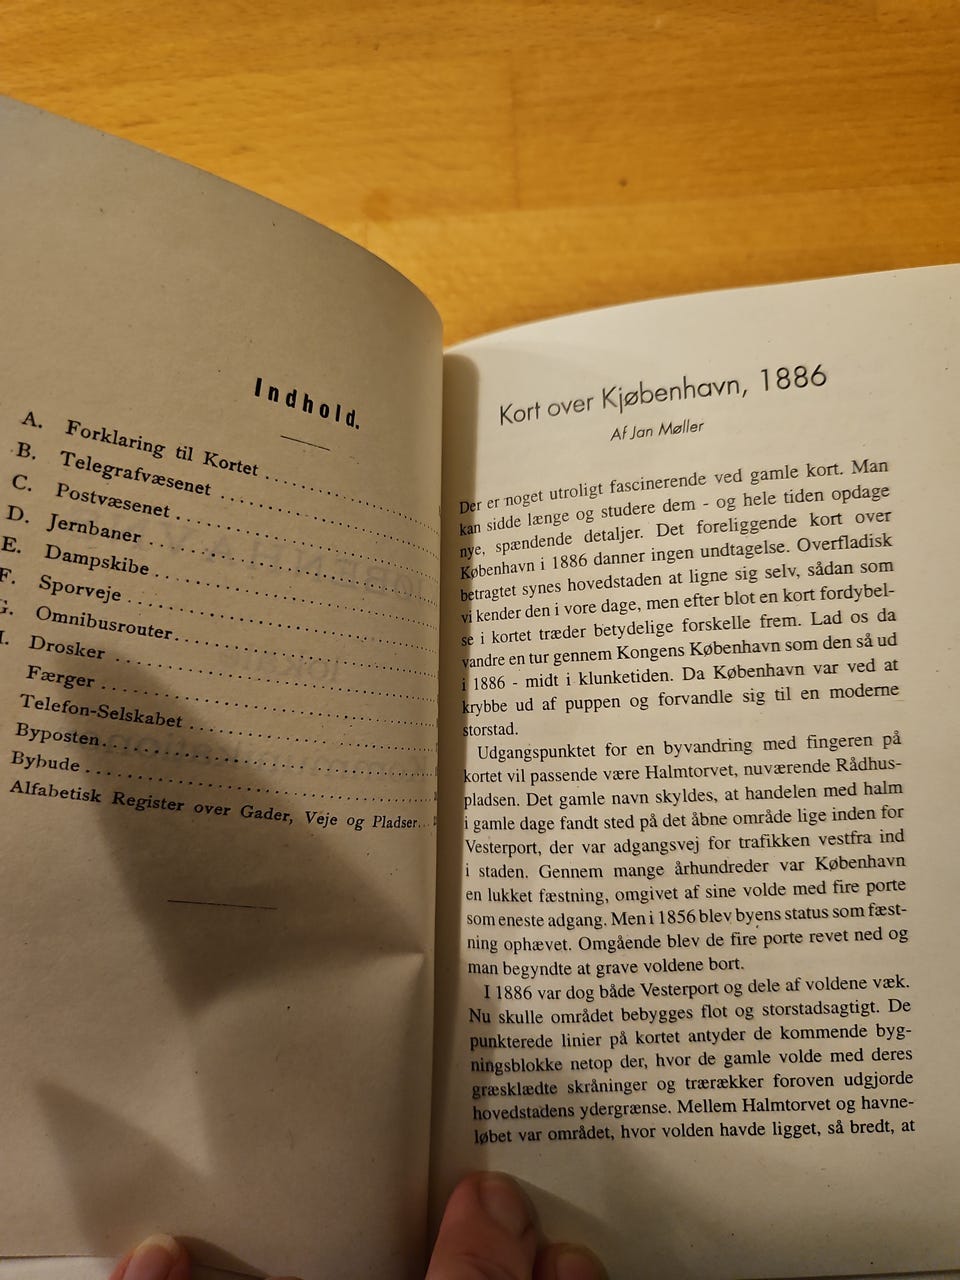 Indhold.
A. Forklaring til Kortet
B. Telegrafvæsenet
C. Postvæsenet
D. Jernbaner
E. Dampskibe
F. Sporveje
G. Omnibusrouter
Drosker
Færger
Telefon-Selskabet
Byposten
Bybude
Alfabetisk Register over Gader, Veje og Pladser
Kort over Kjøbenhavn, 1886
Af Jan Møller
Der er noget utroligt fascinerende ved gamle kort. Man
kan sidde længe og studere dem - og hele tiden opdage
nye, spændende detaljer. Det foreliggende kort over
København i 1886 danner ingen undtagelse. Overfladisk
betragtet synes hovedstaden at ligne sig selv, sådan som
vi kender den i vore dage, men efter blot en kort fordybel-
se i kortet træder betydelige forskelle frem. Lad os da
vandre en tur gennem Kongens København som den så ud
i 1886 - midt i klunketiden. Da København var ved at
krybbe ud af puppen og forvandle sig til en moderne
storstad.
Udgangspunktet for en byvandring med fingeren på
kortet vil passende være Halmtorvet, nuværende Rådhus-
pladsen. Det gamle navn skyldes, at handelen med halm
i gamle dage fandt sted på det åbne område lige inden for
Vesterport, der var adgangsvej for trafikken vestfra ind
i staden. Gennem mange århundreder var København
en lukket fæstning, omgivet af sine volde med fire porte
som eneste adgang. Men i 1856 blev byens status som fæst-
ning ophævet. Omgående blev de fire porte revet ned og
man begyndte at grave voldene bort.
I 1886 var dog både Vesterport og dele af voldene væk.
Nu skulle området bebygges flot og storstadsagtigt. De
punkterede linier på kortet antyder de kommende byg-
ningsblokke netop der, hvor de gamle volde med deres
græsklædte skråninger og trærækker foroven udgjorde
hovedstadens ydergrænse. Mellem Halmtorvet og havne-
løbet var området, hvor volden havde ligget, så bredt, at